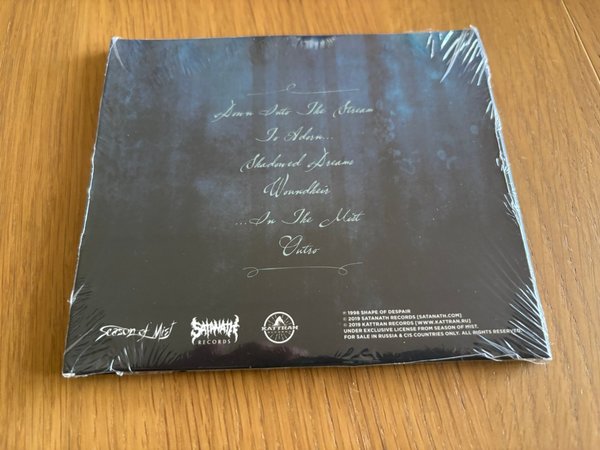 Down Into The Stream
To Adorn...
Shadowed Dreams
Woundheir
...In The Mist
Outro
Season of Mist
SATANATH
RECORDS
KATTRAN
RECORDS
℗ 1998 SHAPE OF DESPAIR
© 2019 SATANATH RECORDS [SATANATH.COM]
© 2019 KATTRAN RECORDS [WWW.KATTRAN.RU]
UNDER EXCLUSIVE LICENSE FROM SEASON OF MIST.
FOR SALE IN RUSSIA & CIS COUNTRIES ONLY. ALL RIGHTS RESERVED.